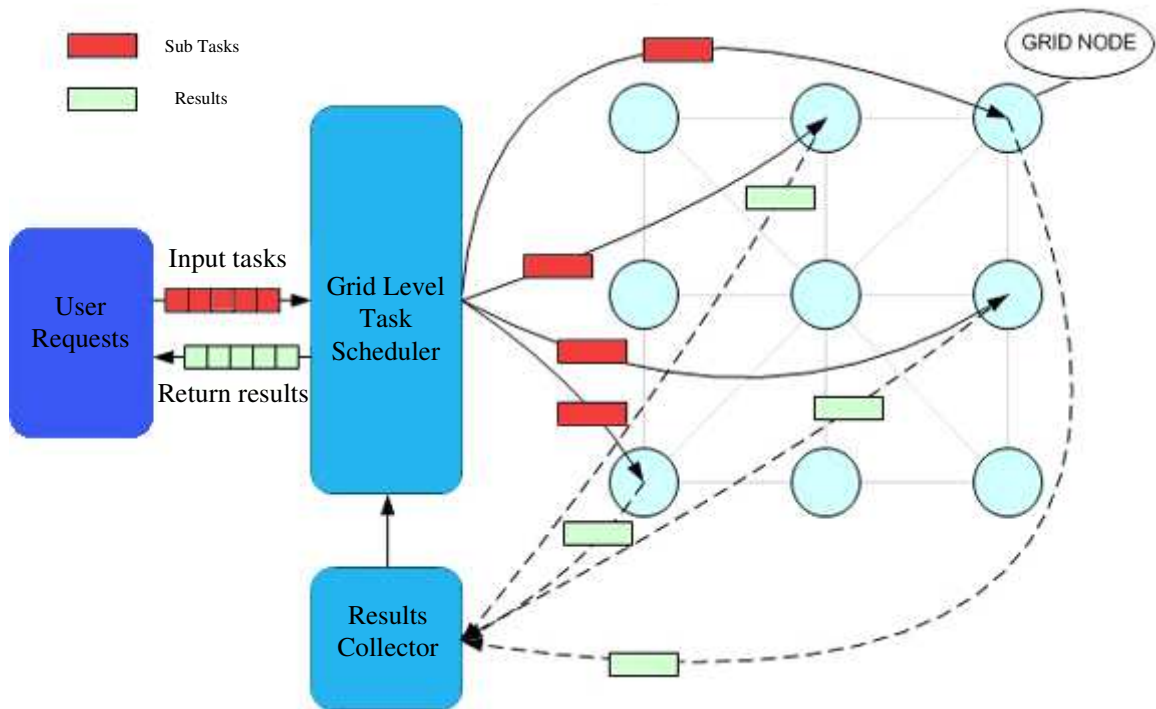 Sub Tasks
GRID NODE
Results
Input tasks
User
Requests
Grid Level
Task
Scheduler
Return results
Results
Collector